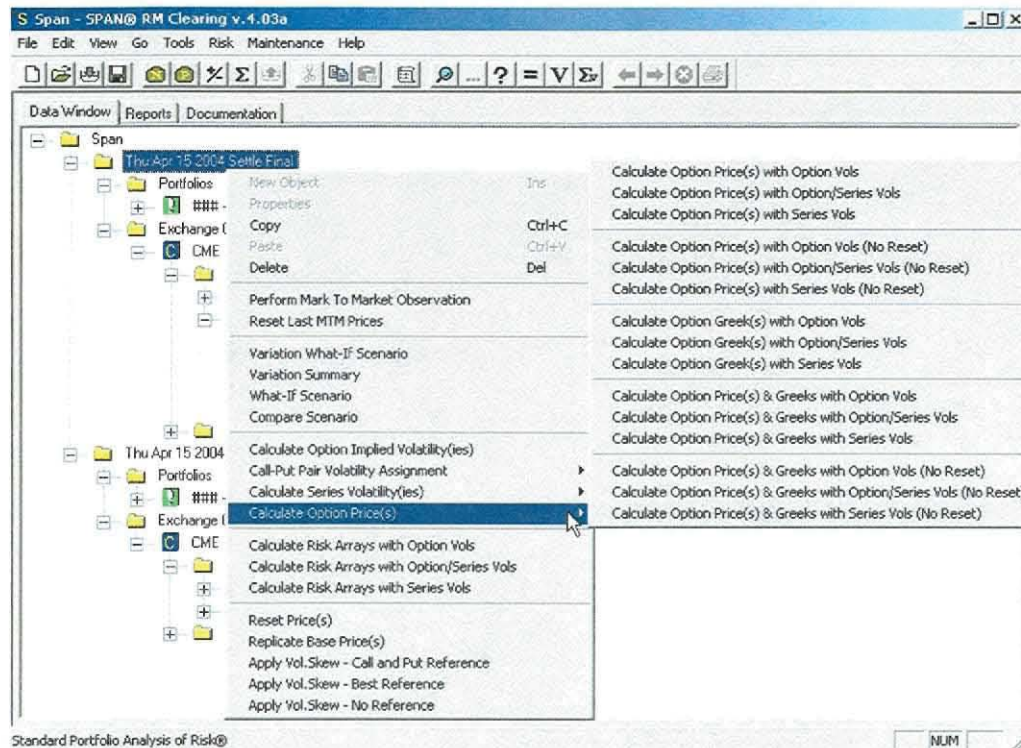 S Span - SPAN® RM Clearing v.4.03a
File Edit View Go Tools Risk Maintenance Help
Data Window Reports Documentation
Span
Thu Apr 15 2004 Settle Final
Portfolios
### -
Exchange
CME
Thu Apr 15 2004
Portfolios
### -
Exchange
CME
New Object Ins
Properties
Copy Ctrl+C
Paste Ctrl+V
Delete Del
Perform Mark To Market Observation
Reset Last MTM Prices
Variation What-If Scenario
Variation Summary
What-If Scenario
Compare Scenario
Calculate Option Implied Volatility(ies)
Call-Put Pair Volatility Assignment
Calculate Series Volatility(ies)
Calculate Option Price(s)
Calculate Risk Arrays with Option Vols
Calculate Risk Arrays with Option/Series Vols
Calculate Risk Arrays with Series Vols
Reset Price(s)
Replicate Base Price(s)
Apply Vol.Skew - Call and Put Reference
Apply Vol.Skew - Best Reference
Apply Vol.Skew - No Reference
Calculate Option Price(s) with Option Vols
Calculate Option Price(s) with Option/Series Vols
Calculate Option Price(s) with Series Vols
Calculate Option Price(s) with Option Vols (No Reset)
Calculate Option Price(s) with Option/Series Vols (No Reset)
Calculate Option Price(s) with Series Vols (No Reset)
Calculate Option Greek(s) with Option Vols
Calculate Option Greek(s) with Option/Series Vols
Calculate Option Greek(s) with Series Vols
Calculate Option Price(s) & Greeks with Option Vols
Calculate Option Price(s) & Greeks with Option/Series Vols
Calculate Option Price(s) & Greeks with Series Vols
Calculate Option Price(s) & Greeks with Option Vols (No Reset)
Calculate Option Price(s) & Greeks with Option/Series Vols (No Reset
Calculate Option Price(s) & Greeks with Series Vols (No Reset)
Standard Portfolio Analysis of Risk® NUM